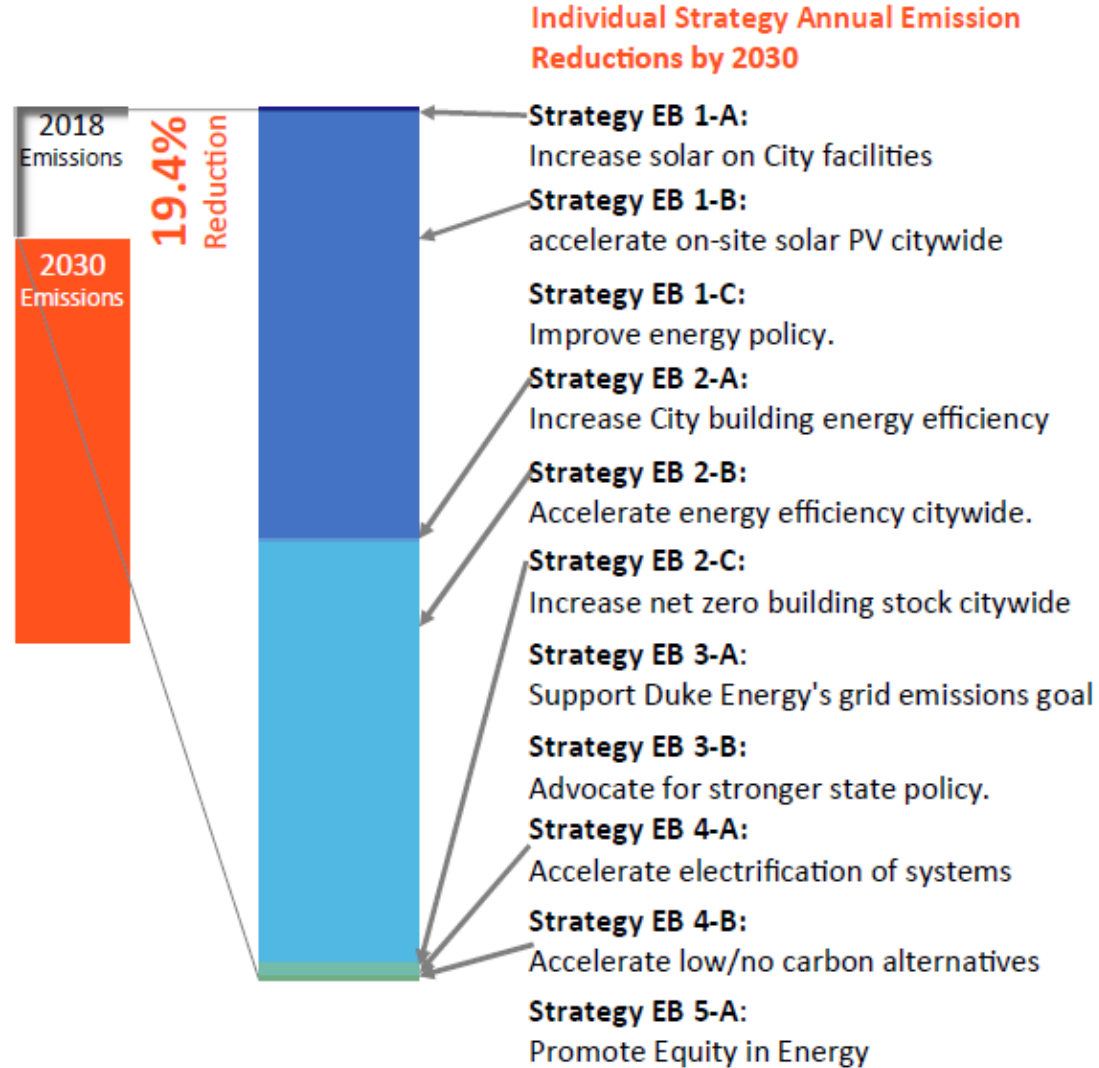 Individual Strategy Annual Emission
Reductions by 2030
2018
Emissions
19.4%
Reduction
2030
Emissions
Strategy EB 1-A:
Increase solar on City facilities
Strategy EB 1-B:
accelerate on-site solar PV citywide
Strategy EB 1-C:
Improve energy policy.
Strategy EB 2-A:
Increase City building energy efficiency
Strategy EB 2-B:
Accelerate energy efficiency citywide.
Strategy EB 2-C:
Increase net zero building stock citywide
Strategy EB 3-A:
Support Duke Energy's grid emissions goal
Strategy EB 3-B:
Advocate for stronger state policy.
Strategy EB 4-A:
Accelerate electrification of systems
Strategy EB 4-B:
Accelerate low/no carbon alternatives
Strategy EB 5-A:
Promote Equity in Energy